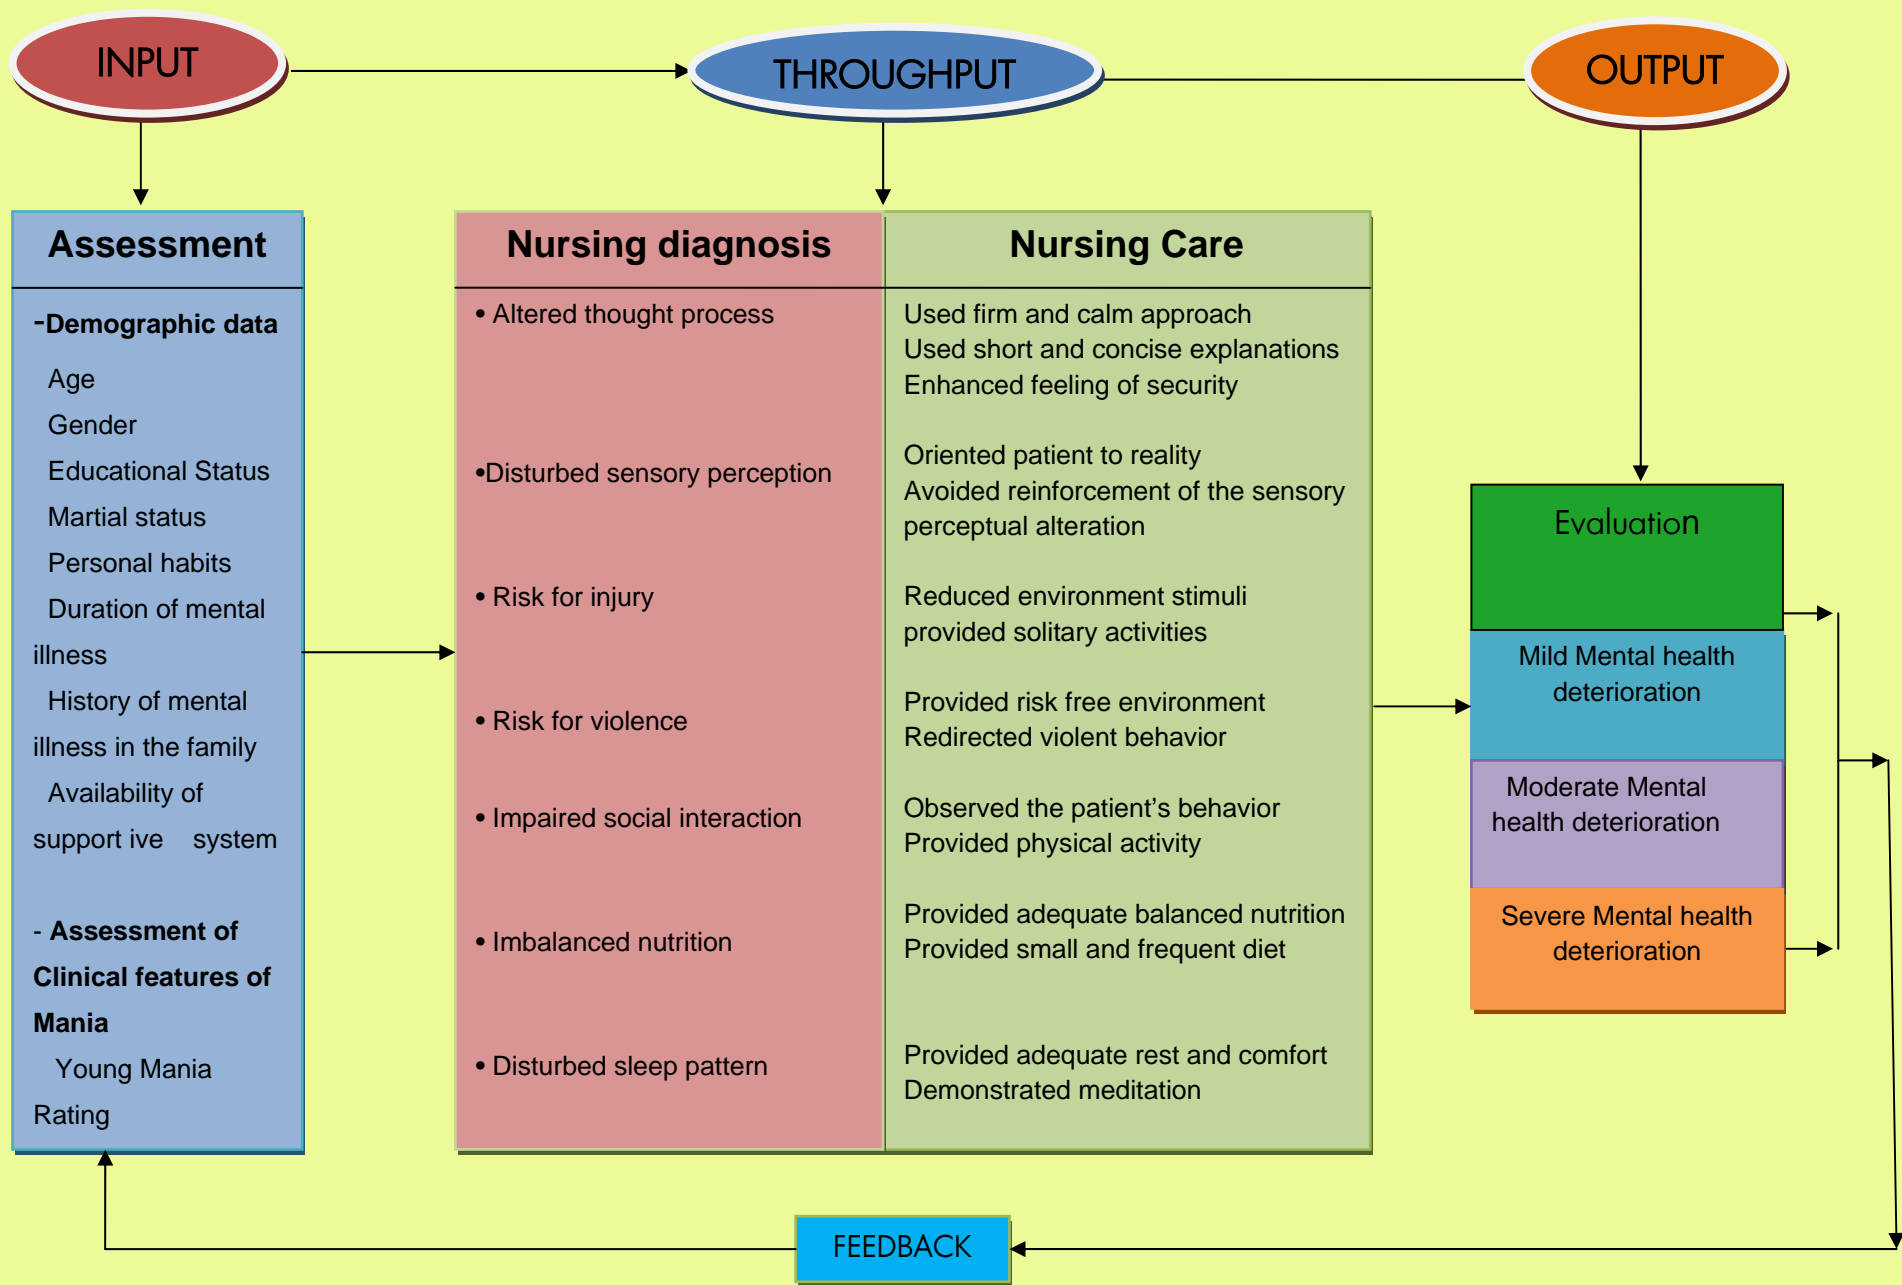 INPUT
THROUGHPUT
OUTPUT
Assessment
-Demographic data
Age
Gender
Educational Status
Martial status
Personal habits
Duration of mental
illness
History of mental
illness in the family
Availability of
support ive system
- Assessment of
Clinical features of
Mania
Young Mania
Rating
Nursing diagnosis
• Altered thought process
•Disturbed sensory perception
• Risk for injury
• Risk for violence
• Impaired social interaction
• Imbalanced nutrition
• Disturbed sleep pattern
Nursing Care
Used firm and calm approach
Used short and concise explanations
Enhanced feeling of security
Oriented patient to reality
Avoided reinforcement of the sensory
perceptual alteration
Reduced environment stimuli
provided solitary activities
Provided risk free environment
Redirected violent behavior
Observed the patient’s behavior
Provided physical activity
Provided adequate balanced nutrition
Provided small and frequent diet
Provided adequate rest and comfort
Demonstrated meditation
Evaluation
Mild Mental health
deterioration
Moderate Mental
health deterioration
Severe Mental health
deterioration
FEEDBACK